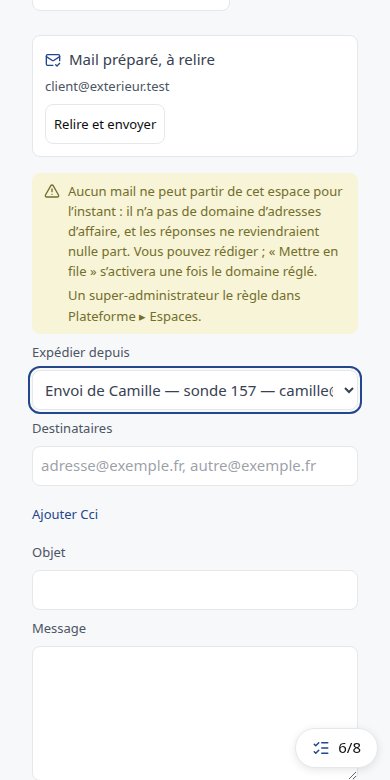 Mail préparé, à relire
client@exterieur.test
Relire et envoyer
Aucun mail ne peut partir de cet espace pour
l’instant : il n’a pas de domaine d’adresses
d’affaire, et les réponses ne reviendraient
nulle part. Vous pouvez rédiger ; « Mettre en
file » s’activera une fois le domaine réglé.
Un super-administrateur le règle dans
Plateforme ▸ Espaces.
Expédier depuis
Envoi de Camille — sonde 157 — camille
Destinataires
adresse@exemple.fr, autre@exemple.fr
Ajouter Cci
Objet
Message
6/8